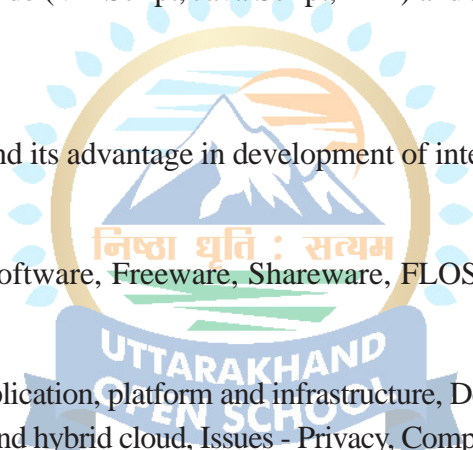 nd its advantage in development of inte
निष्ठा धृति : सत्यम
oftware, Freeware, Shareware, FLOS
UTTARAKHAND
plication, platform and infrastructure, D
OPEN SCHOOL
nd hybrid cloud, Issues - Privacy, Comp